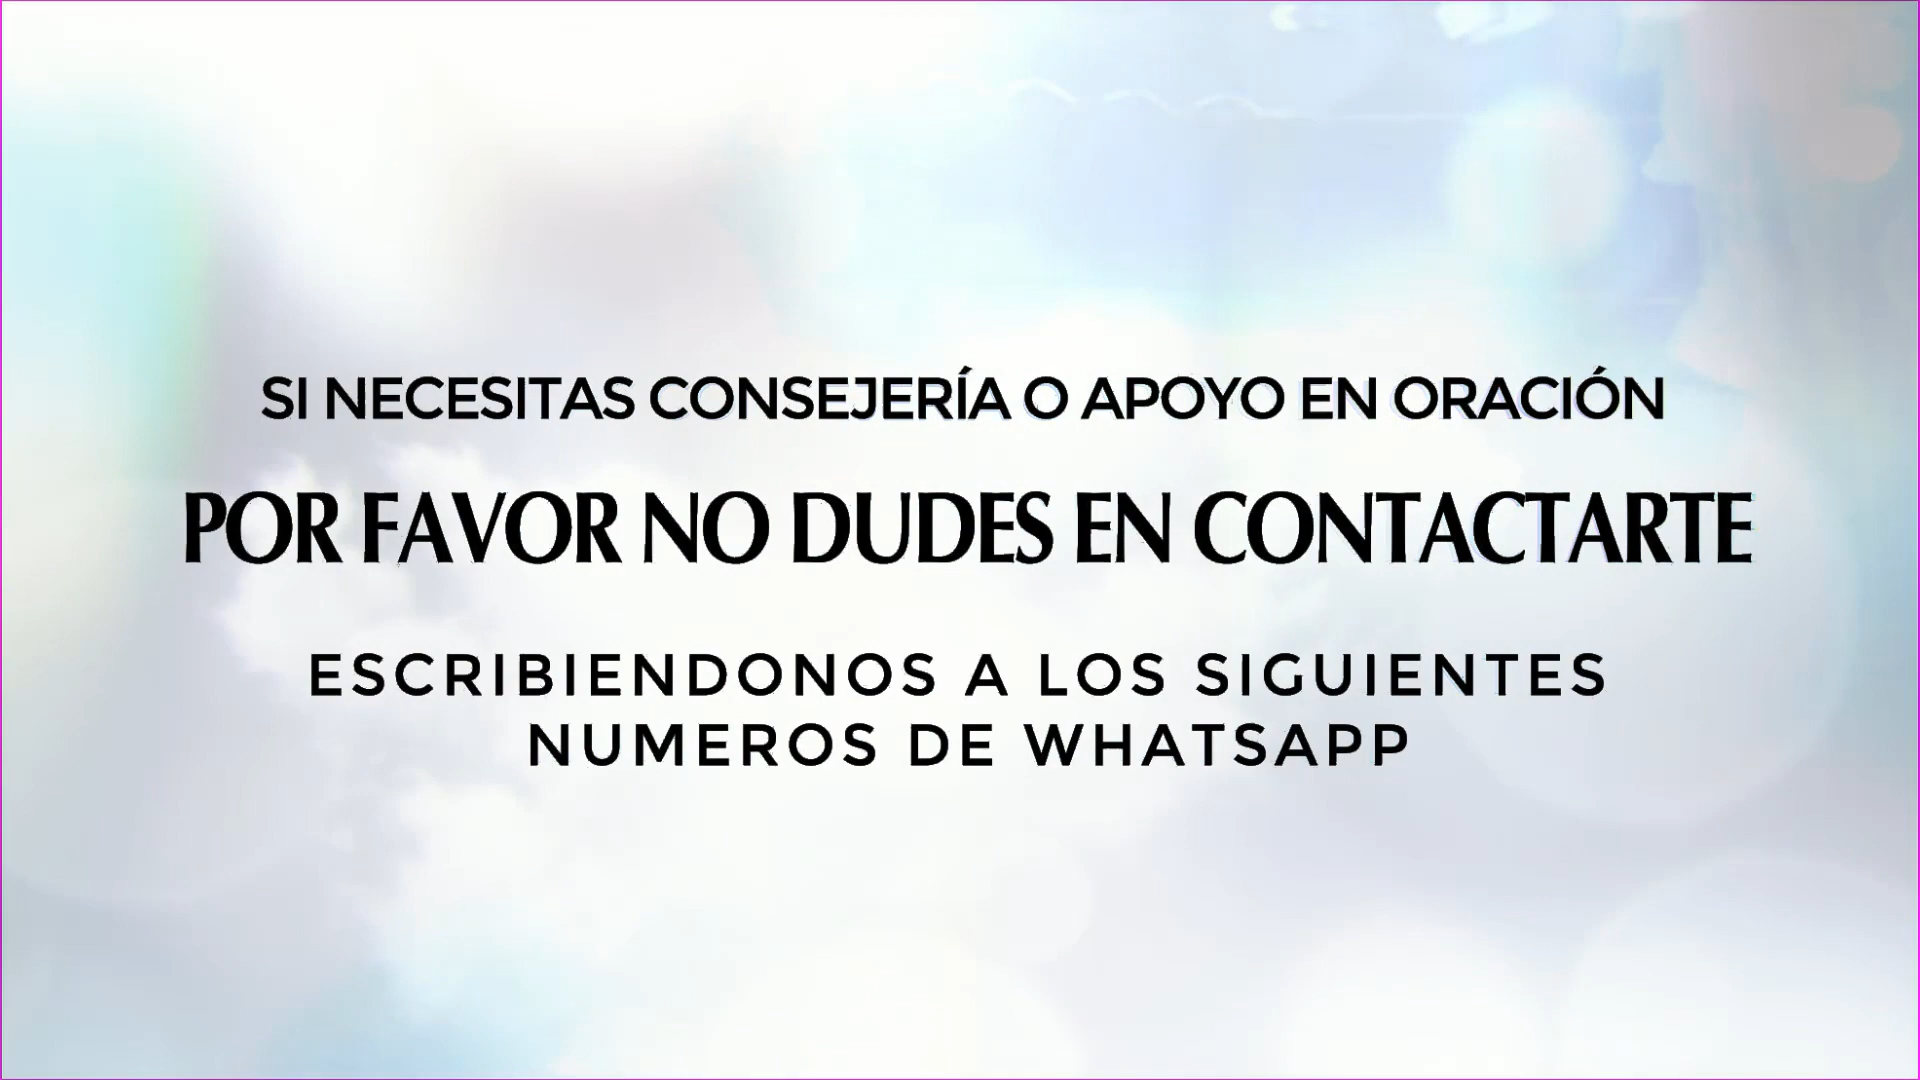 SI NECESITAS CONSEJERÍA O APOYO EN ORACIÓN
POR FAVOR NO DUDES EN CONTACTARTE
ESCRIBIENDONOS A LOS SIGUIENTES
NUMEROS DE WHATSAPP